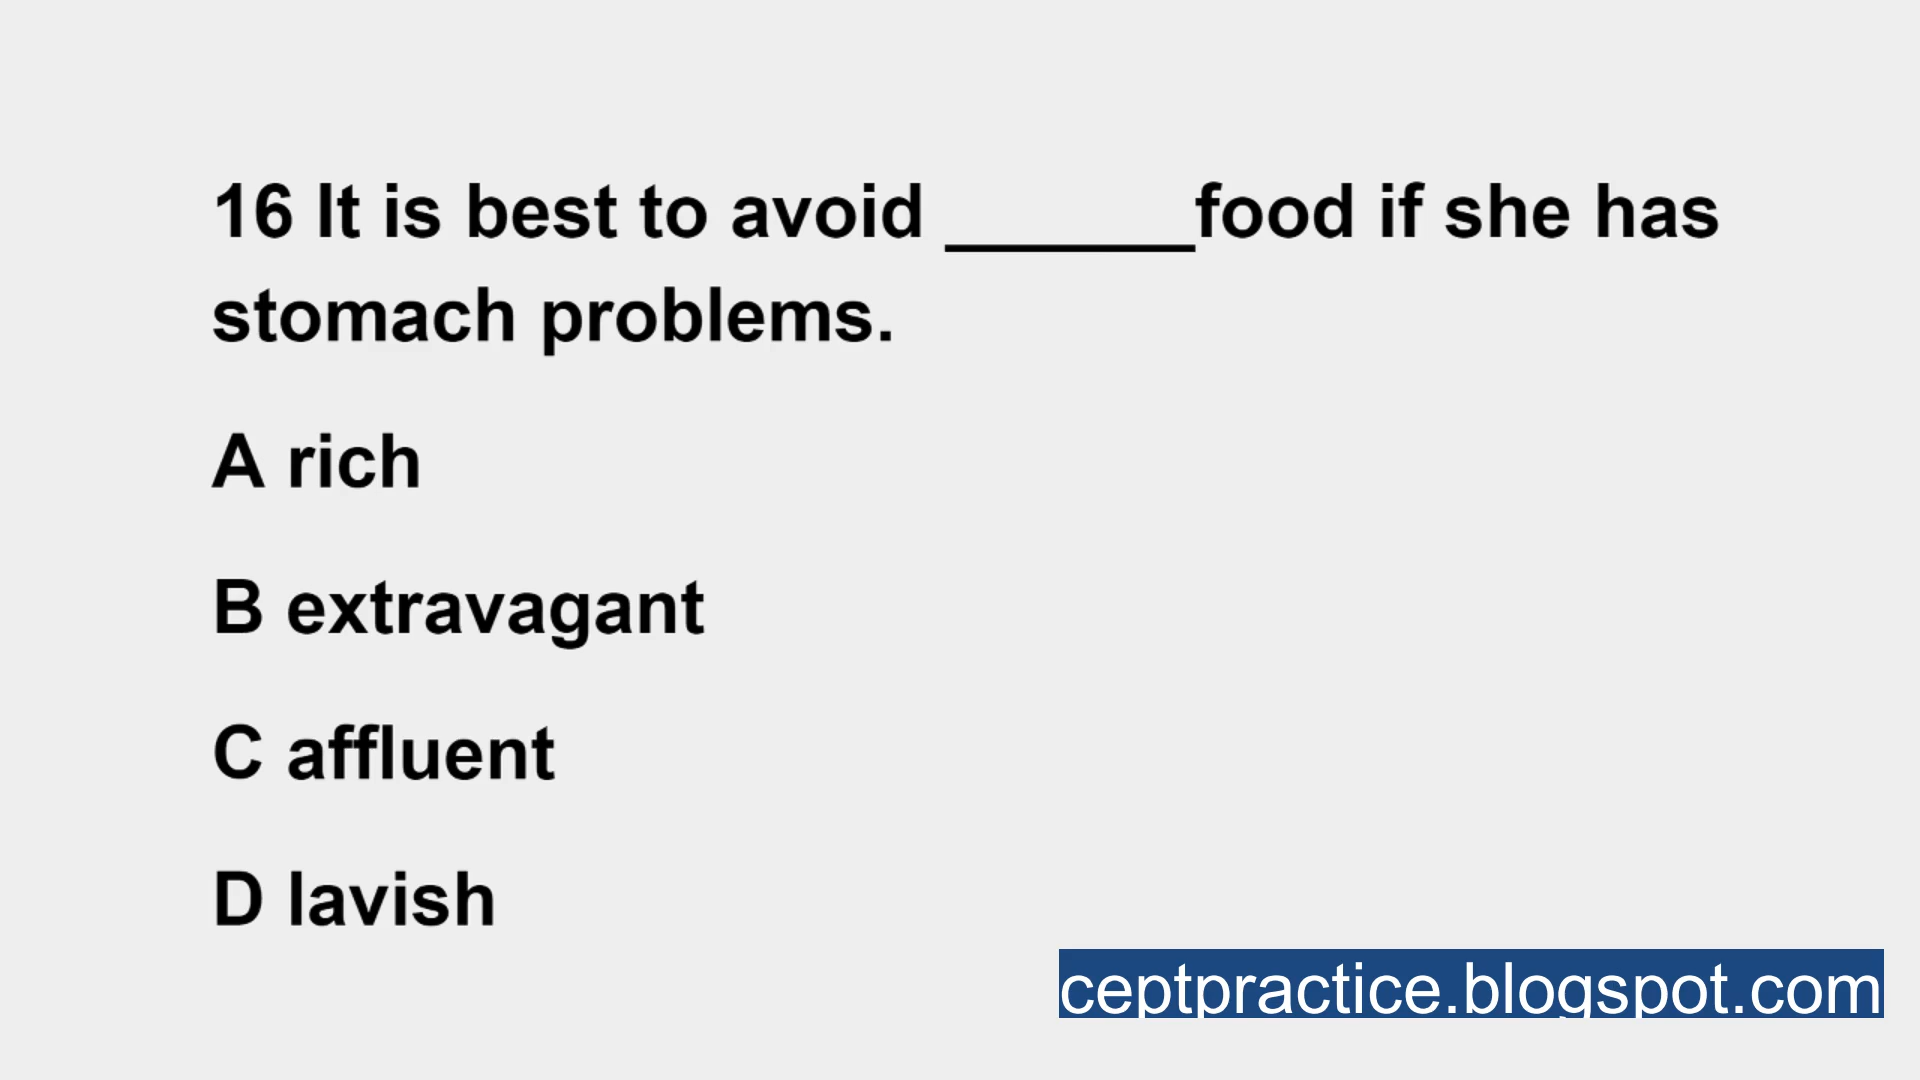 16 It is best to avoid ______food if she has
stomach problems.
A rich
B extravagant
C affluent
D lavish
ceptpractice.blogspot.com